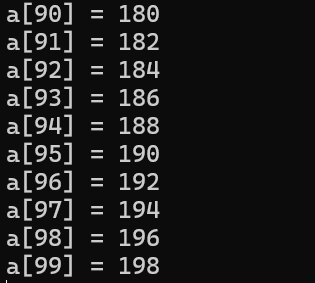 a[90] = 180
a[91] = 182
a[92] = 184
a[93] = 186
a[94] = 188
a[95] = 190
a[96] = 192
a[97] = 194
a[98] = 196
a[99] = 198